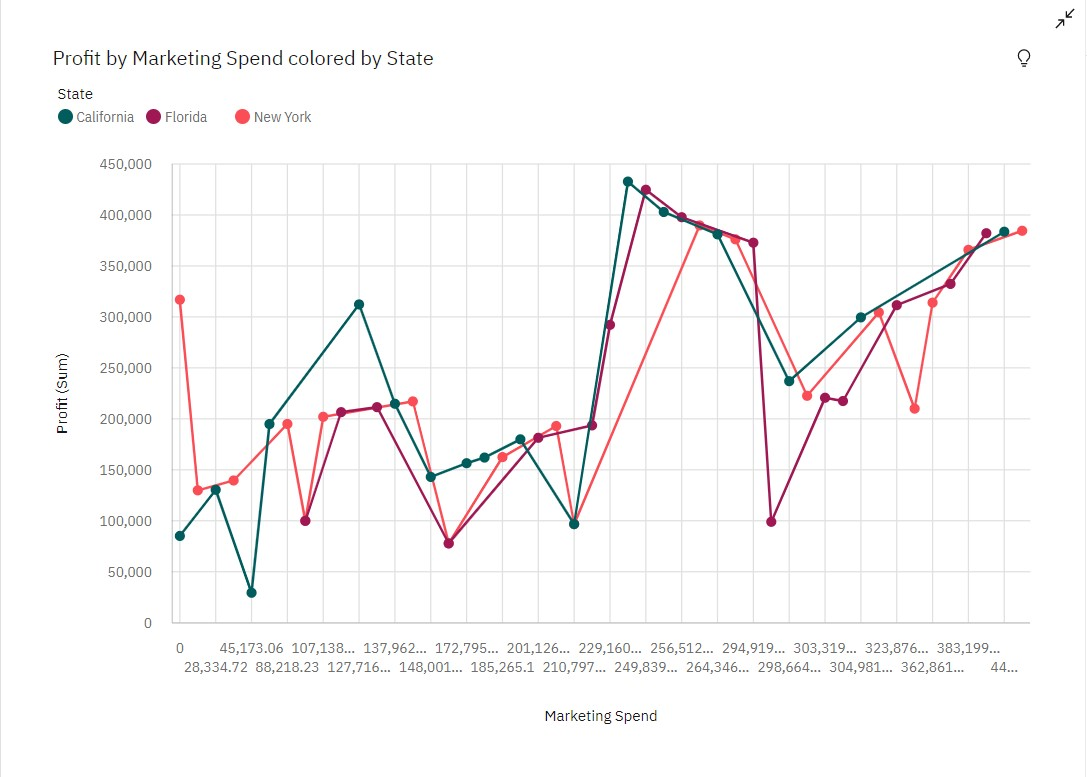 Profit by Marketing Spend colored by State
State
California Florida New York
450,000
400,000
350,000
300,000
250,000
200,000
150,000
100,000
50,000
0
Profit (Sum)
0 45,173.06 107,138... 137,962... 172,795... 201,126... 229,160... 256,512... 294,919... 303,319... 323,876... 383,199...
28,334.72 88,218.23 127,716... 148,001... 185,265.1 210,797... 249,839... 264,346... 298,664... 304,981... 362,861... 44...
Marketing Spend